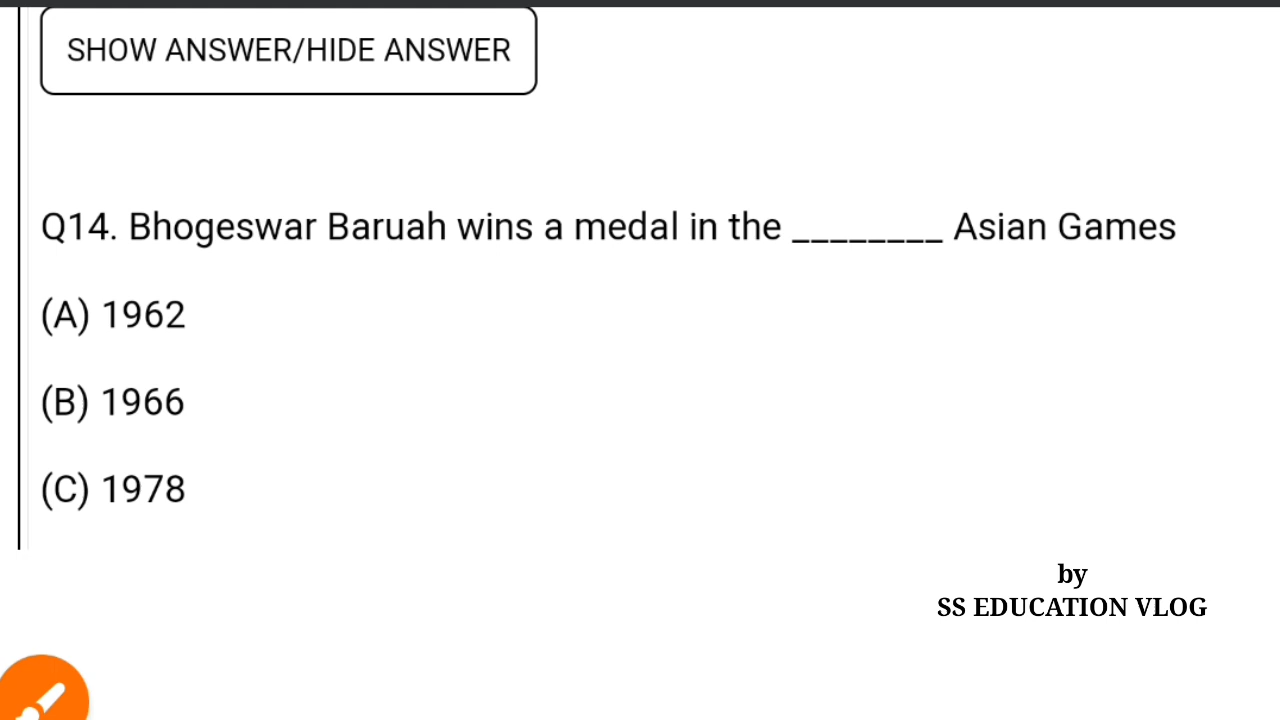 SHOW ANSWER/HIDE ANSWER
Q14. Bhogeswar Baruah wins a medal in the ________ Asian Games
(A) 1962
(B) 1966
(C) 1978
by
SS EDUCATION VLOG